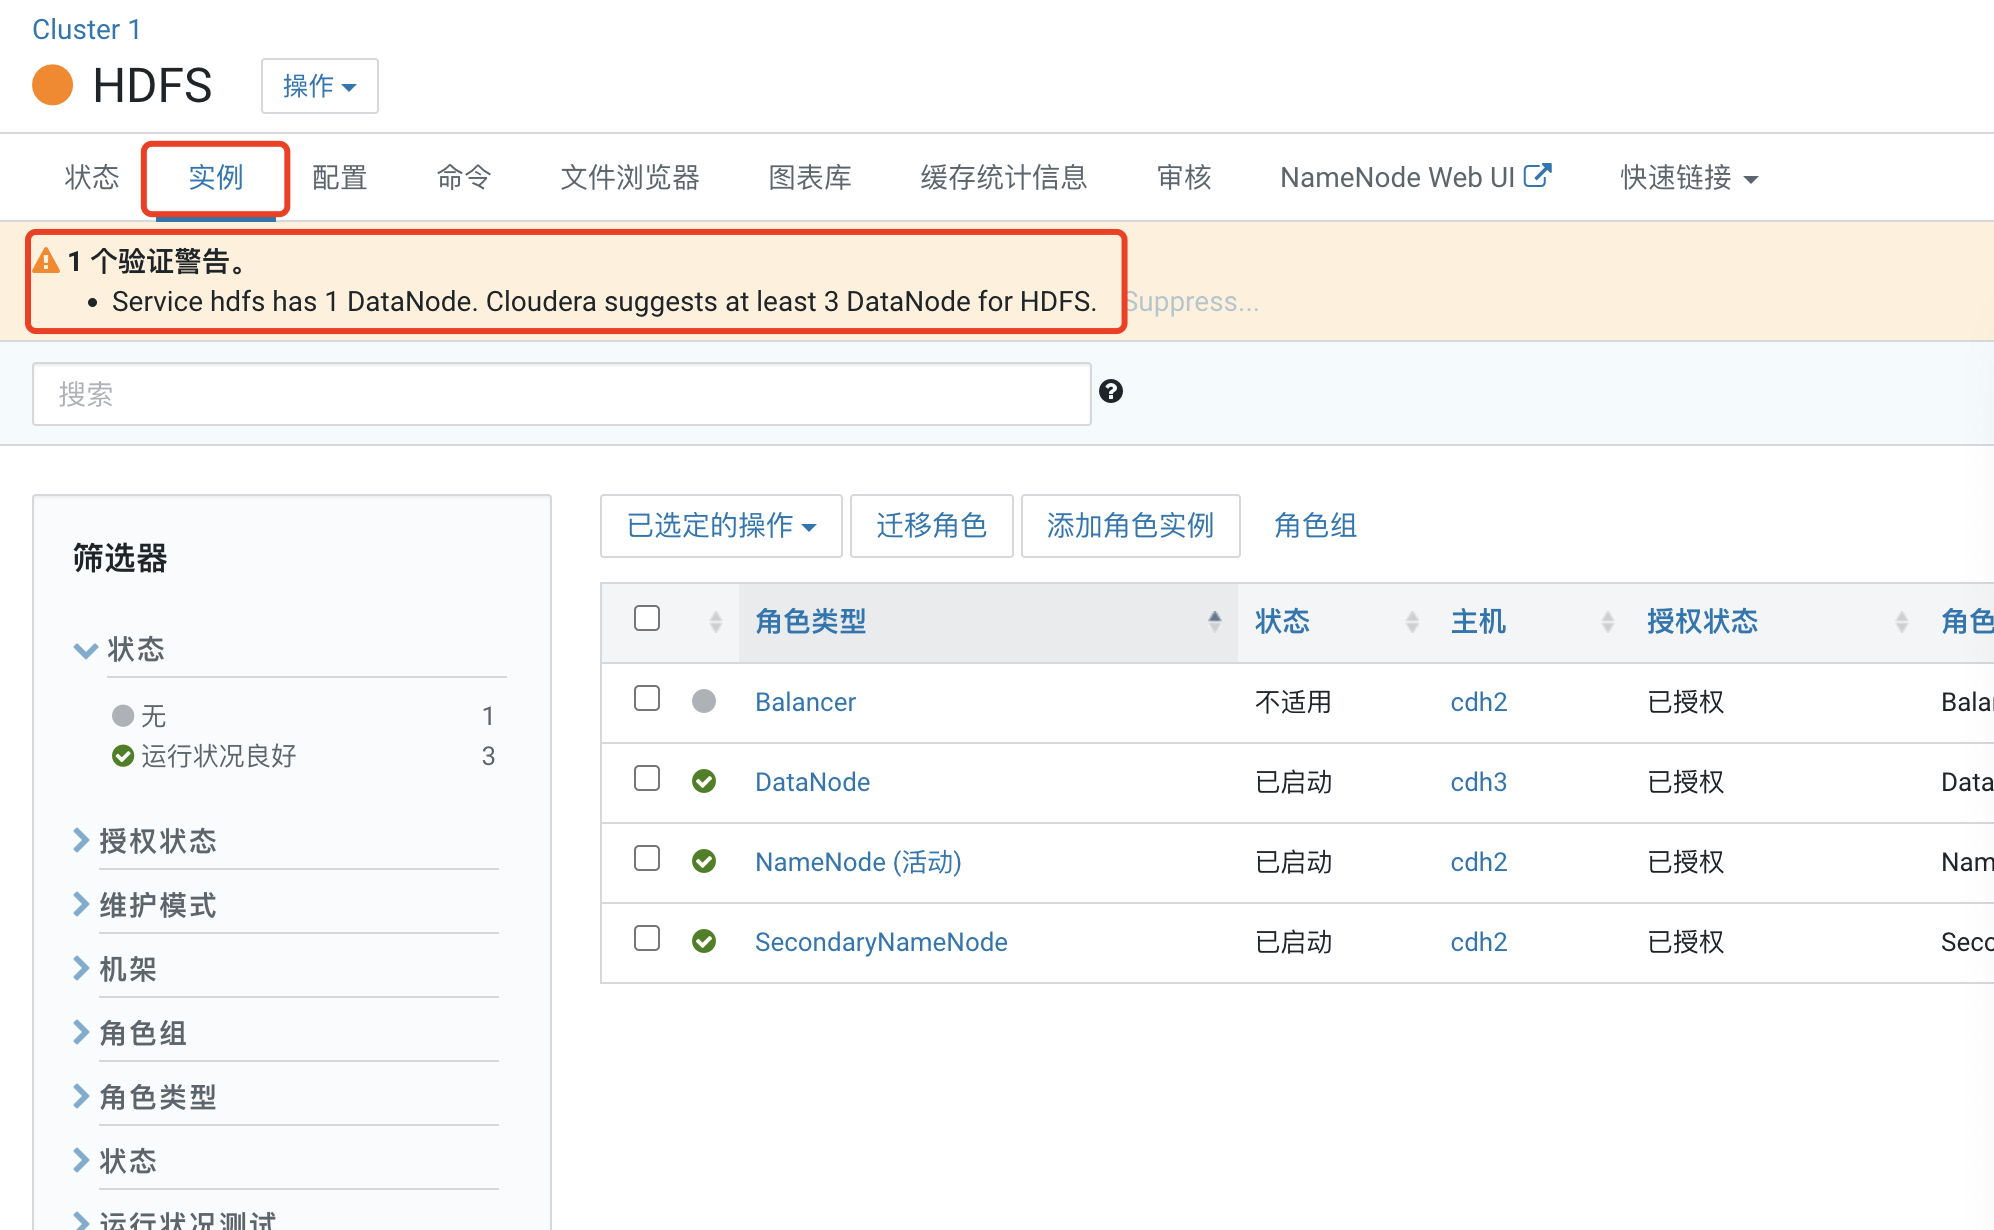 Cluster 1
HDFS 操作
状态 实例 配置 命令 文件浏览器 图表库 缓存统计信息 审核 NameNode Web UI 快速链接
1 个验证警告。
Service hdfs has 1 DataNode. Cloudera suggests at least 3 DataNode for HDFS. Suppress...
搜索
筛选器
状态
无 1
运行状况良好 3
授权状态
维护模式
机架
角色组
角色类型
状态
运行状况测试
已选定的操作 迁移角色 添加角色实例 角色组
角色类型 状态 主机 授权状态 角色
Balancer 不适用 cdh2 已授权 Bala
DataNode 已启动 cdh3 已授权 Data
NameNode (活动) 已启动 cdh2 已授权 Nam
SecondaryNameNode 已启动 cdh2 已授权 Seco